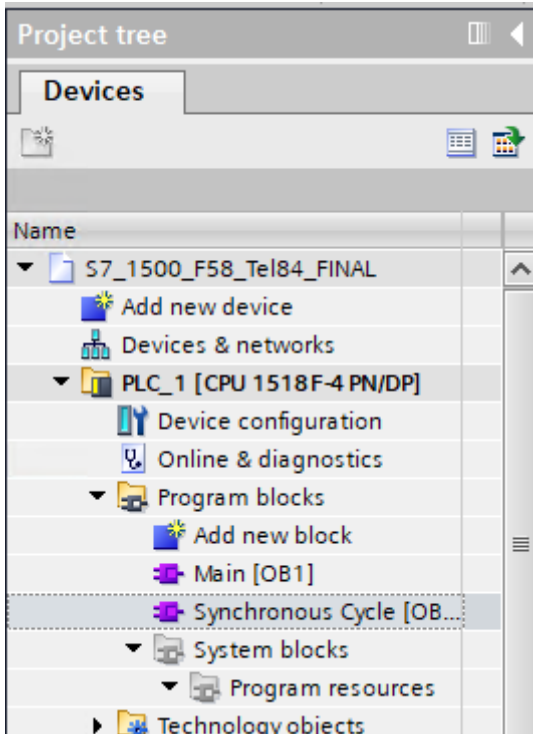 Project tree
Devices
Name
S7_1500_F58_Tel84_FINAL
Add new device
Devices & networks
PLC_1 [CPU 1518F-4 PN/DP]
Device configuration
Online & diagnostics
Program blocks
Add new block
Main [OB1]
Synchronous Cycle [OB...
System blocks
Program resources
Technology objects